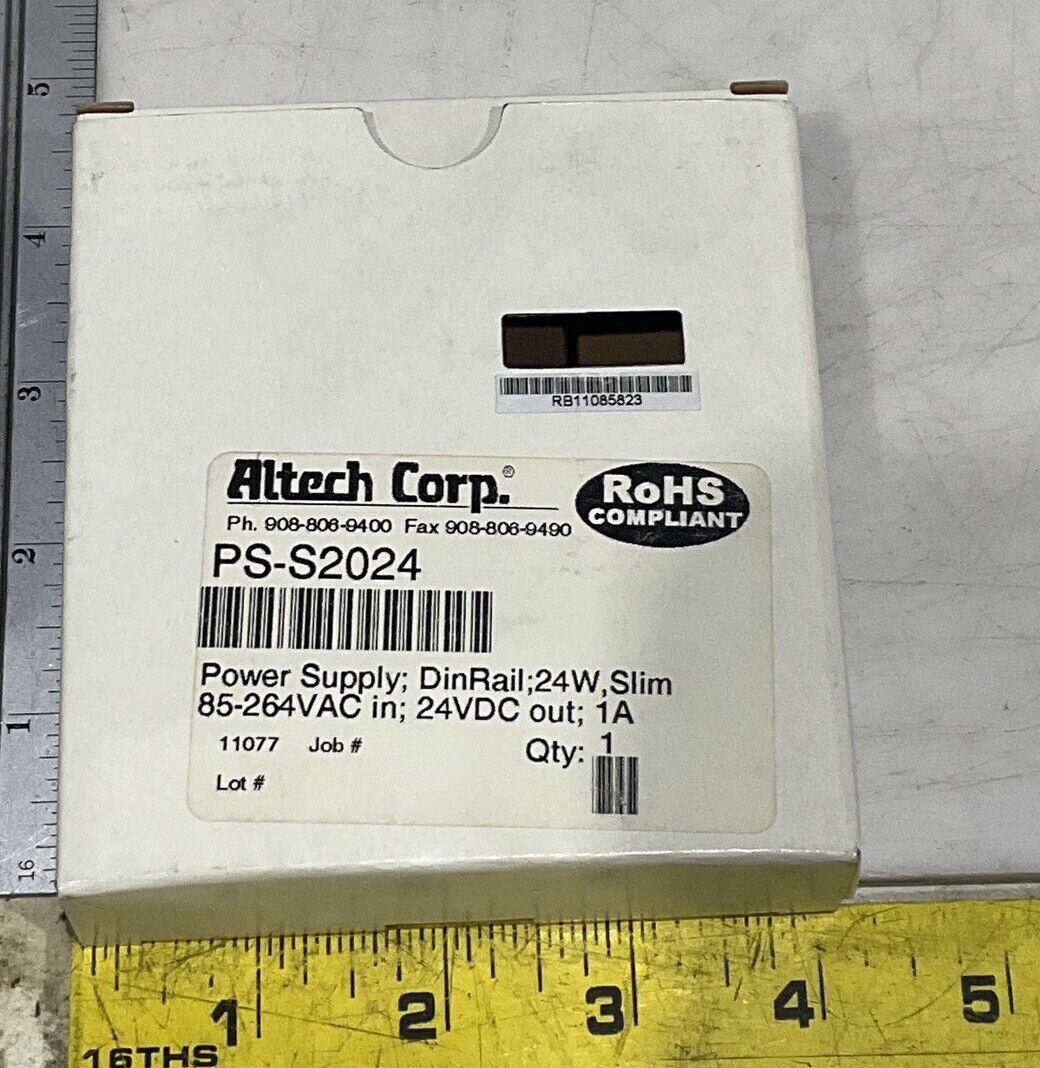 5
4
3
2
1
16
RB11085823
Altech Corp.®
RoHS
COMPLIANT
Ph. 908-806-9400 Fax 908-806-9490
PS-S2024
Power Supply; DinRail;24W,Slim
85-264VAC in; 24VDC out; 1A
11077 Job # Qty: 1
Lot #
1 2 3 4 5
16THS